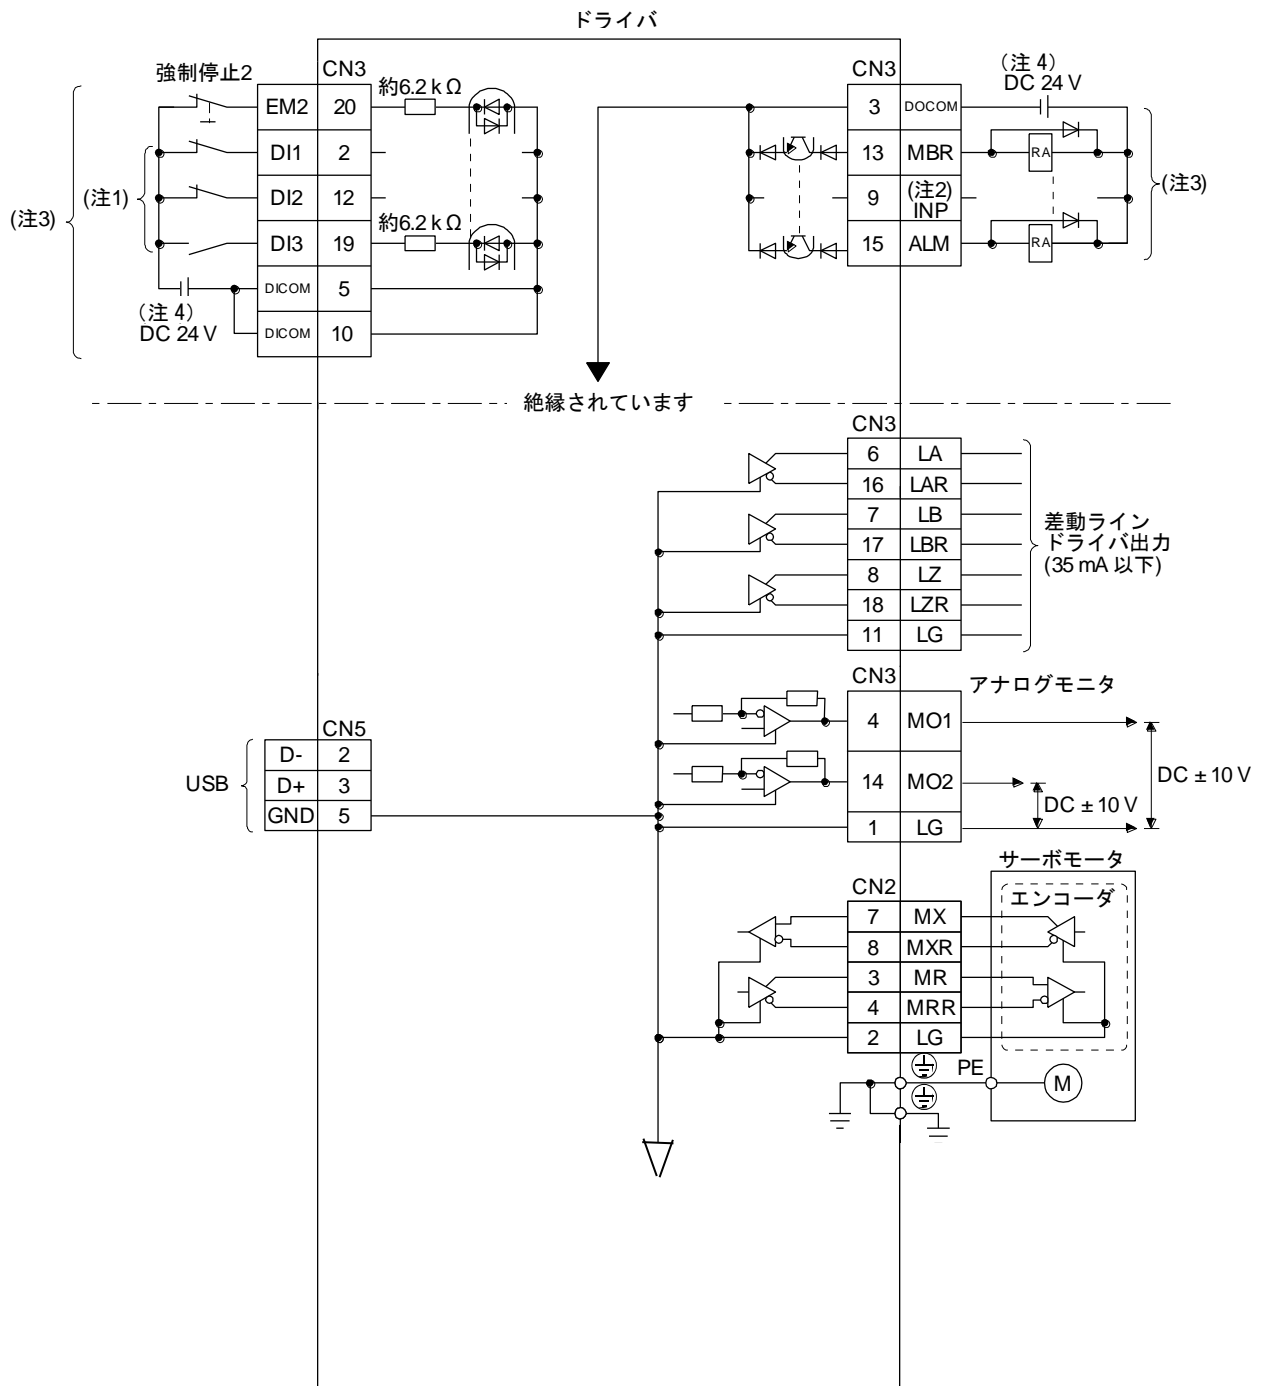 ドライバ
強制停止2
CN3
約6.2 k Ω
EM2 20
DI1 2
DI2 12
約6.2 k Ω
DI3 19
DICOM 5
DICOM 10
(注1)
(注3)
(注 4)
DC 24 V
CN3
(注 4)
DC 24 V
3 DOCOM
13 MBR
RA
9 (注2)
INP
15 ALM
RA
(注3)
絶縁されています
CN3
6 LA
16 LAR
7 LB
17 LBR
8 LZ
18 LZR
11 LG
差動ライン
ドライバ出力
(35 mA 以下)
CN3
アナログモニタ
4 MO1
14 MO2
1 LG
DC ± 10 V
DC ± 10 V
CN5
USB
D- 2
D+ 3
GND 5
サーボモータ
エンコーダ
CN2
7 MX
8 MXR
3 MR
4 MRR
2 LG
PE
M